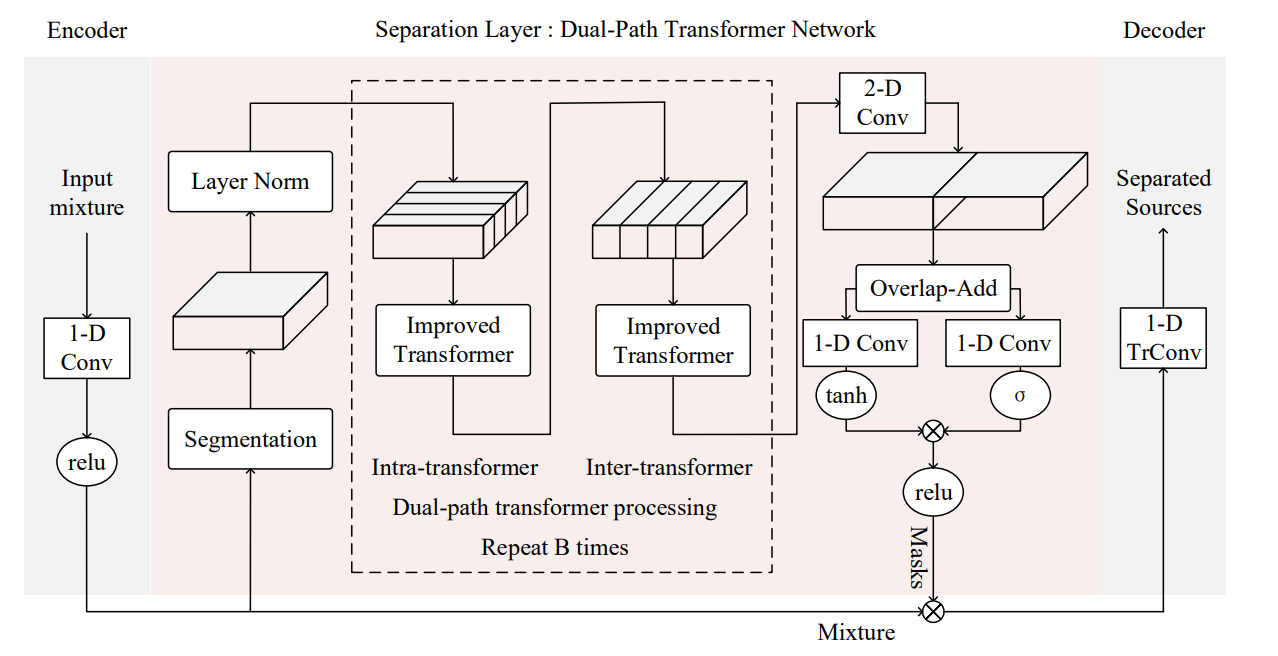 Encoder
Separation Layer : Dual-Path Transformer Network
Decoder
Input
mixture
1-D
Conv
relu
Layer Norm
Segmentation
Improved
Transformer
Improved
Transformer
Intra-transformer
Inter-transformer
Dual-path transformer processing
Repeat B times
2-D
Conv
Overlap-Add
1-D Conv
1-D Conv
tanh
σ
relu
Masks
Mixture
Separated
Sources
1-D
TrConv